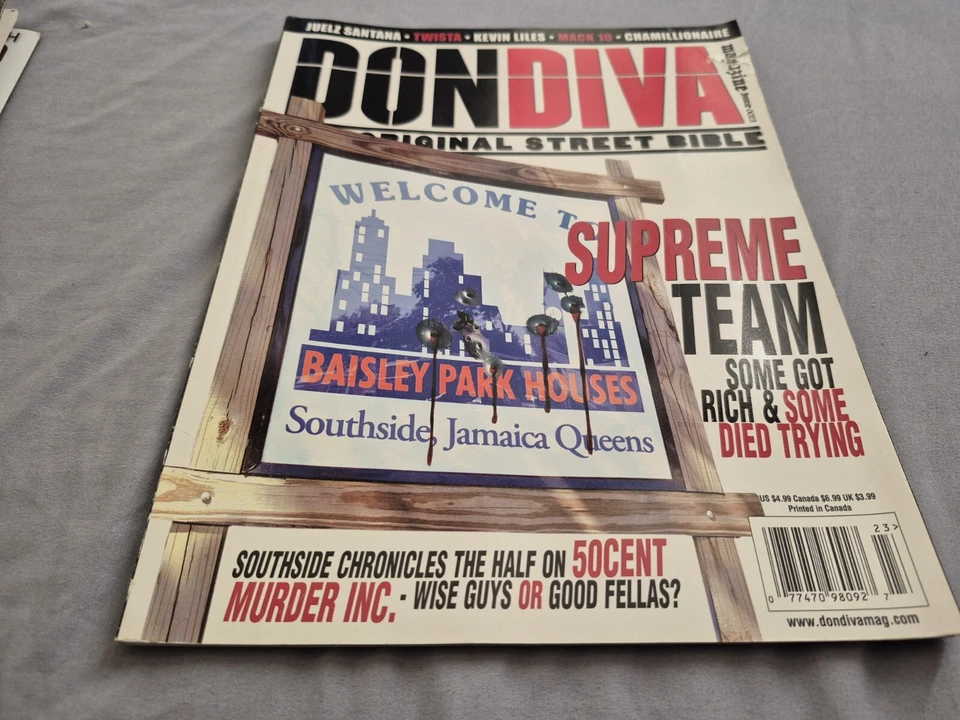 JUELZ SANTANA • TWISTA • KEVIN LILES • MACK 10 • CHAMILLIONAIRE
DONDIVA
magazine
ORIGINAL STREET BIBLE
WELCOME TO
SUPREME
TEAM
SOME GOT
RICH & SOME
DIED TRYING
BAISLEY PARK HOUSES
Southside, Jamaica Queens
US $4.99 Canada $6.99 UK $3.99
Printed in Canada
23>
0 77470 98092 7
www.dondivamag.com
SOUTHSIDE CHRONICLES THE HALF ON 50CENT
MURDER INC. - WISE GUYS OR GOOD FELLAS?